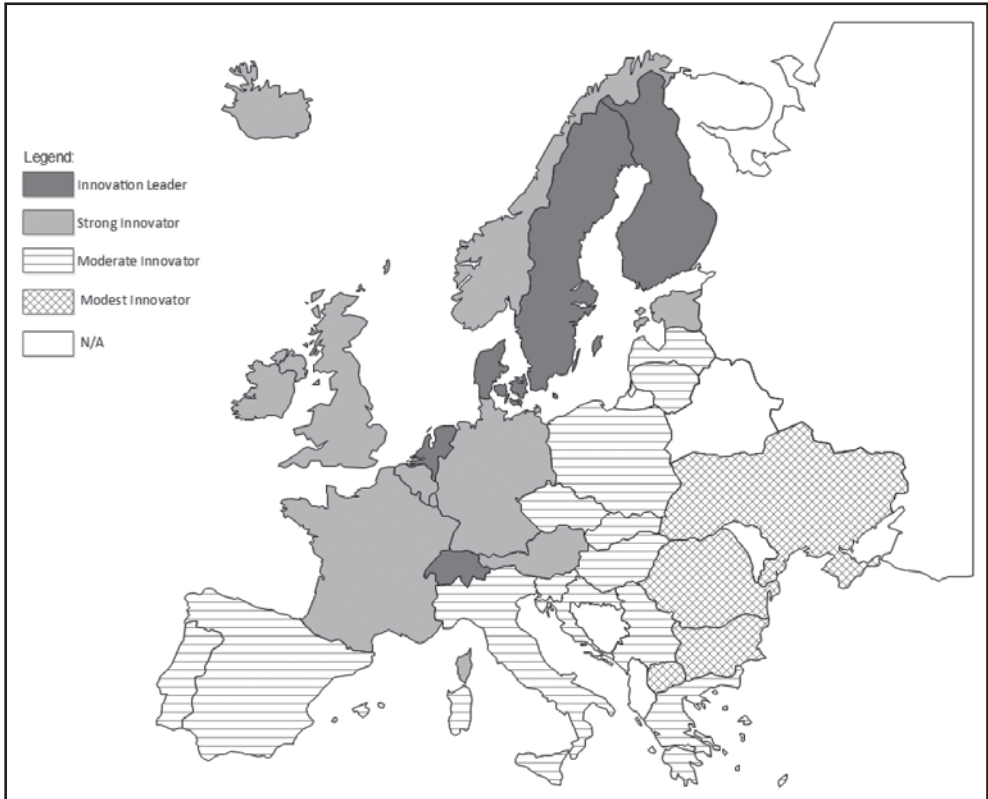 Legend:
Innovation Leader
Strong Innovator
Moderate Innovator
Modest Innovator
N/A